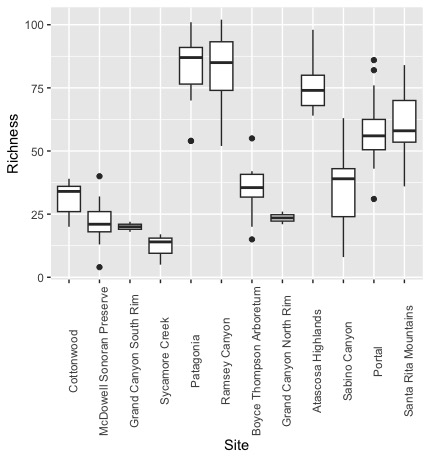 100
75
50
25
0
Richness
Cottonwood
McDowell Sonoran Preserve
Grand Canyon South Rim
Sycamore Creek
Patagonia
Ramsey Canyon
Boyce Thompson Arboretum
Grand Canyon North Rim
Atascosa Highlands
Sabino Canyon
Portal
Santa Rita Mountains
Site